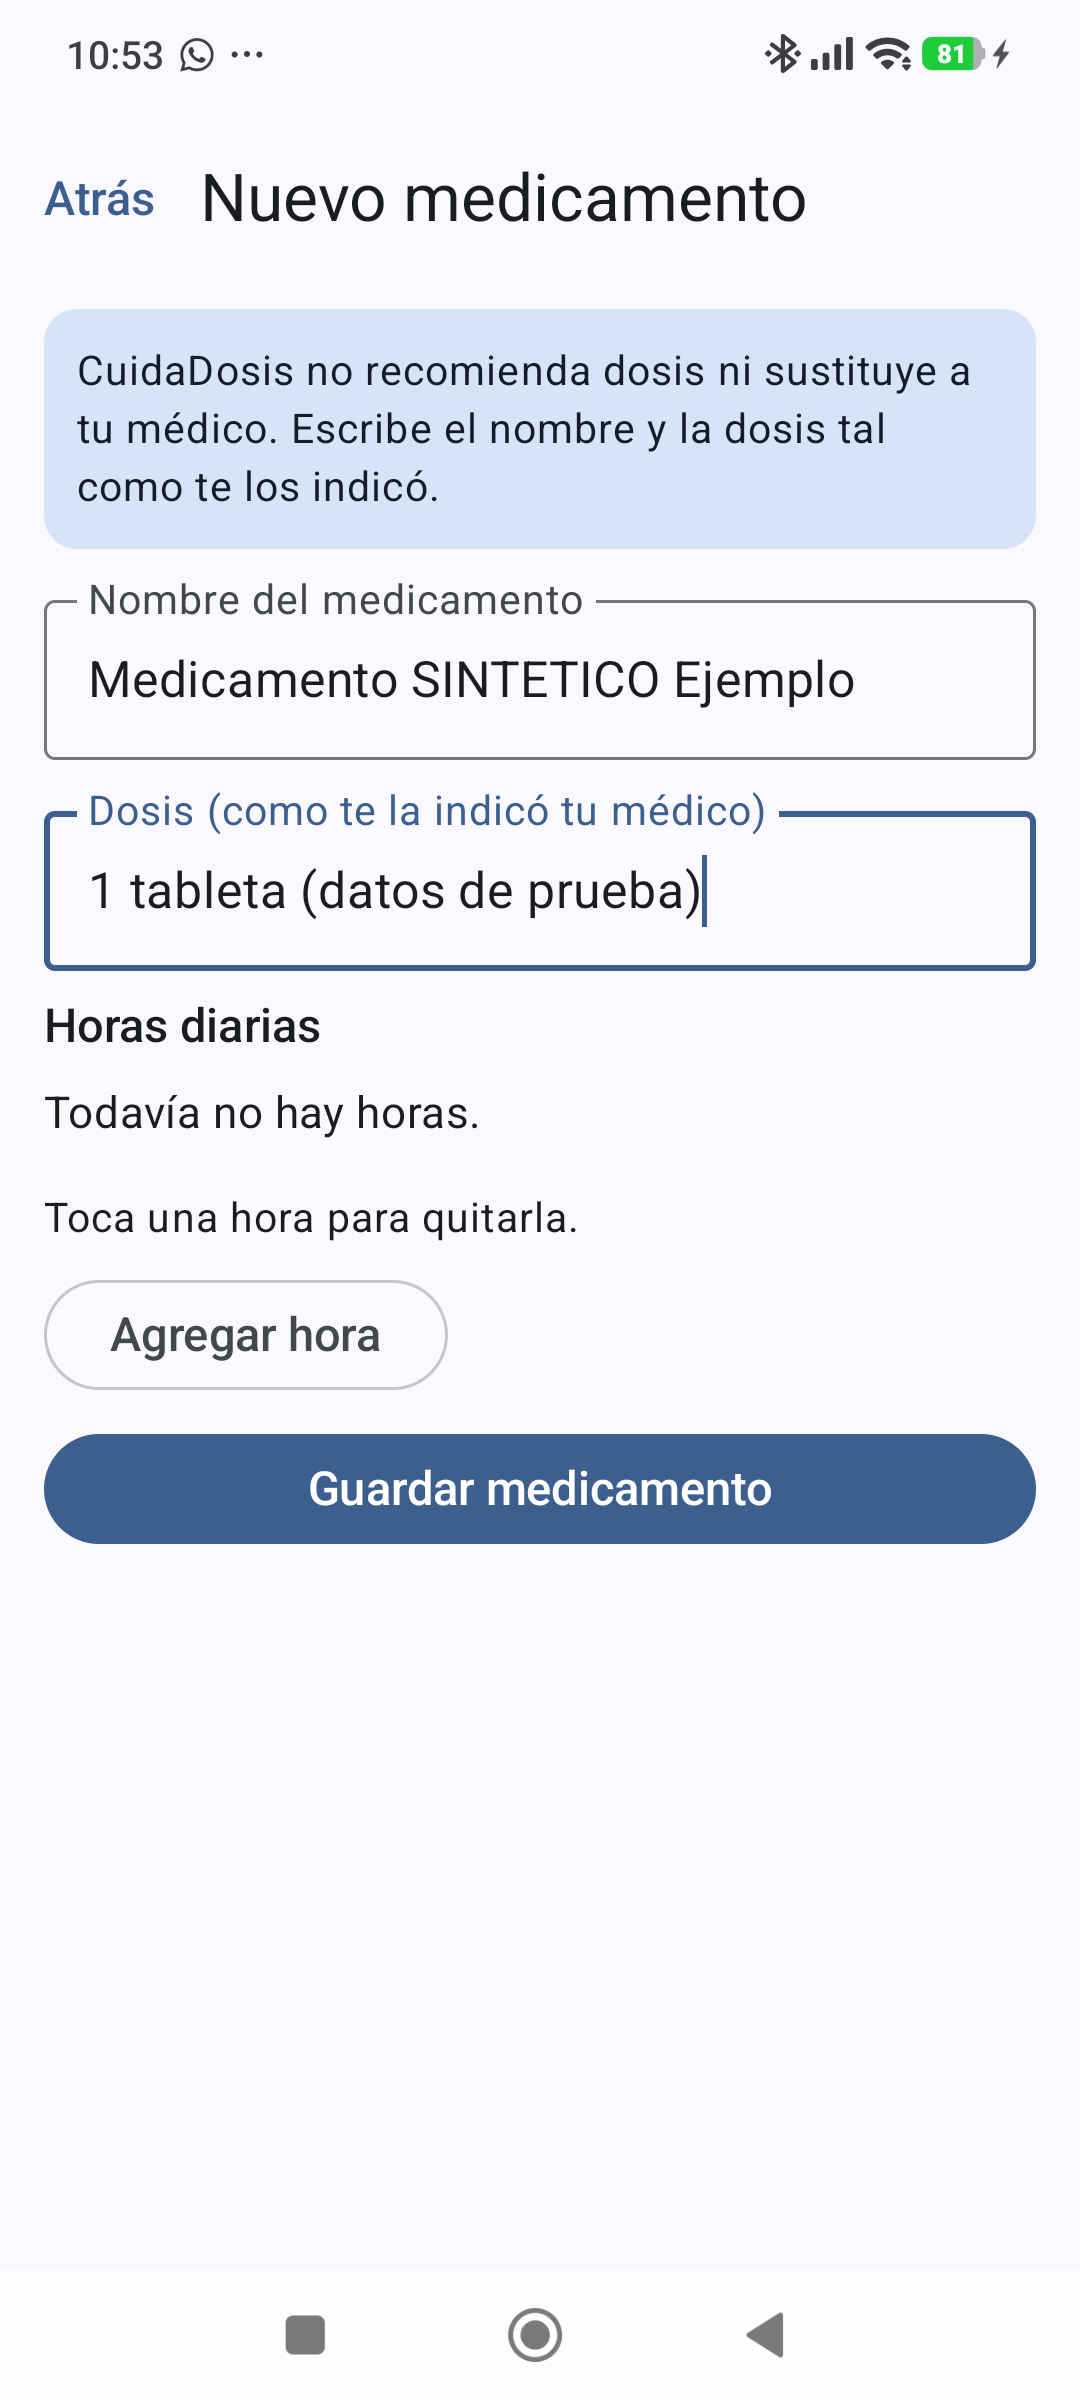 10:53
81
Atrás Nuevo medicamento
CuidaDosis no recomienda dosis ni sustituye a
tu médico. Escribe el nombre y la dosis tal
como te los indicó.
Nombre del medicamento
Medicamento SINTETICO Ejemplo
Dosis (como te la indicó tu médico)
1 tableta (datos de prueba)
Horas diarias
Todavía no hay horas.
Toca una hora para quitarla.
Agregar hora
Guardar medicamento